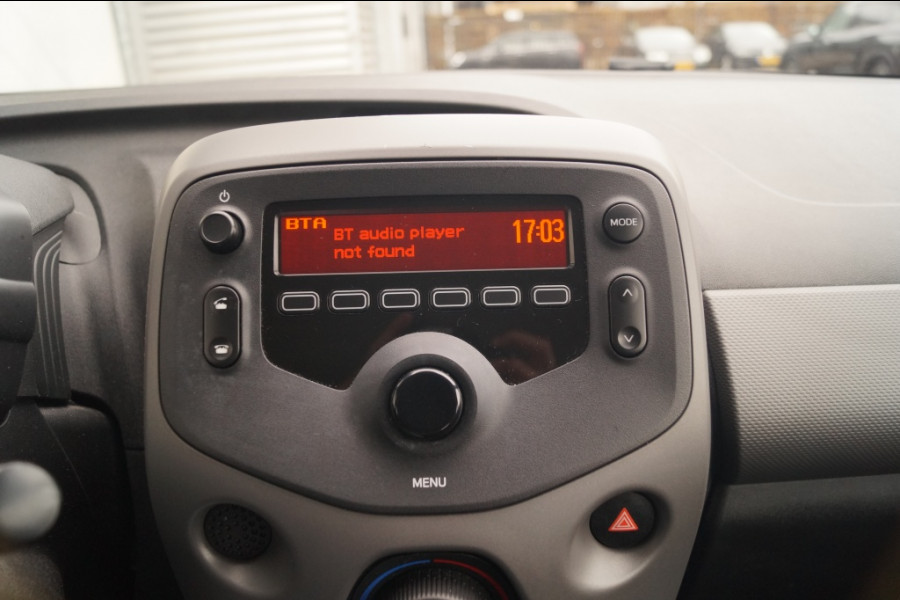 BTA
BT audio player
not found
17:03
MODE
MENU